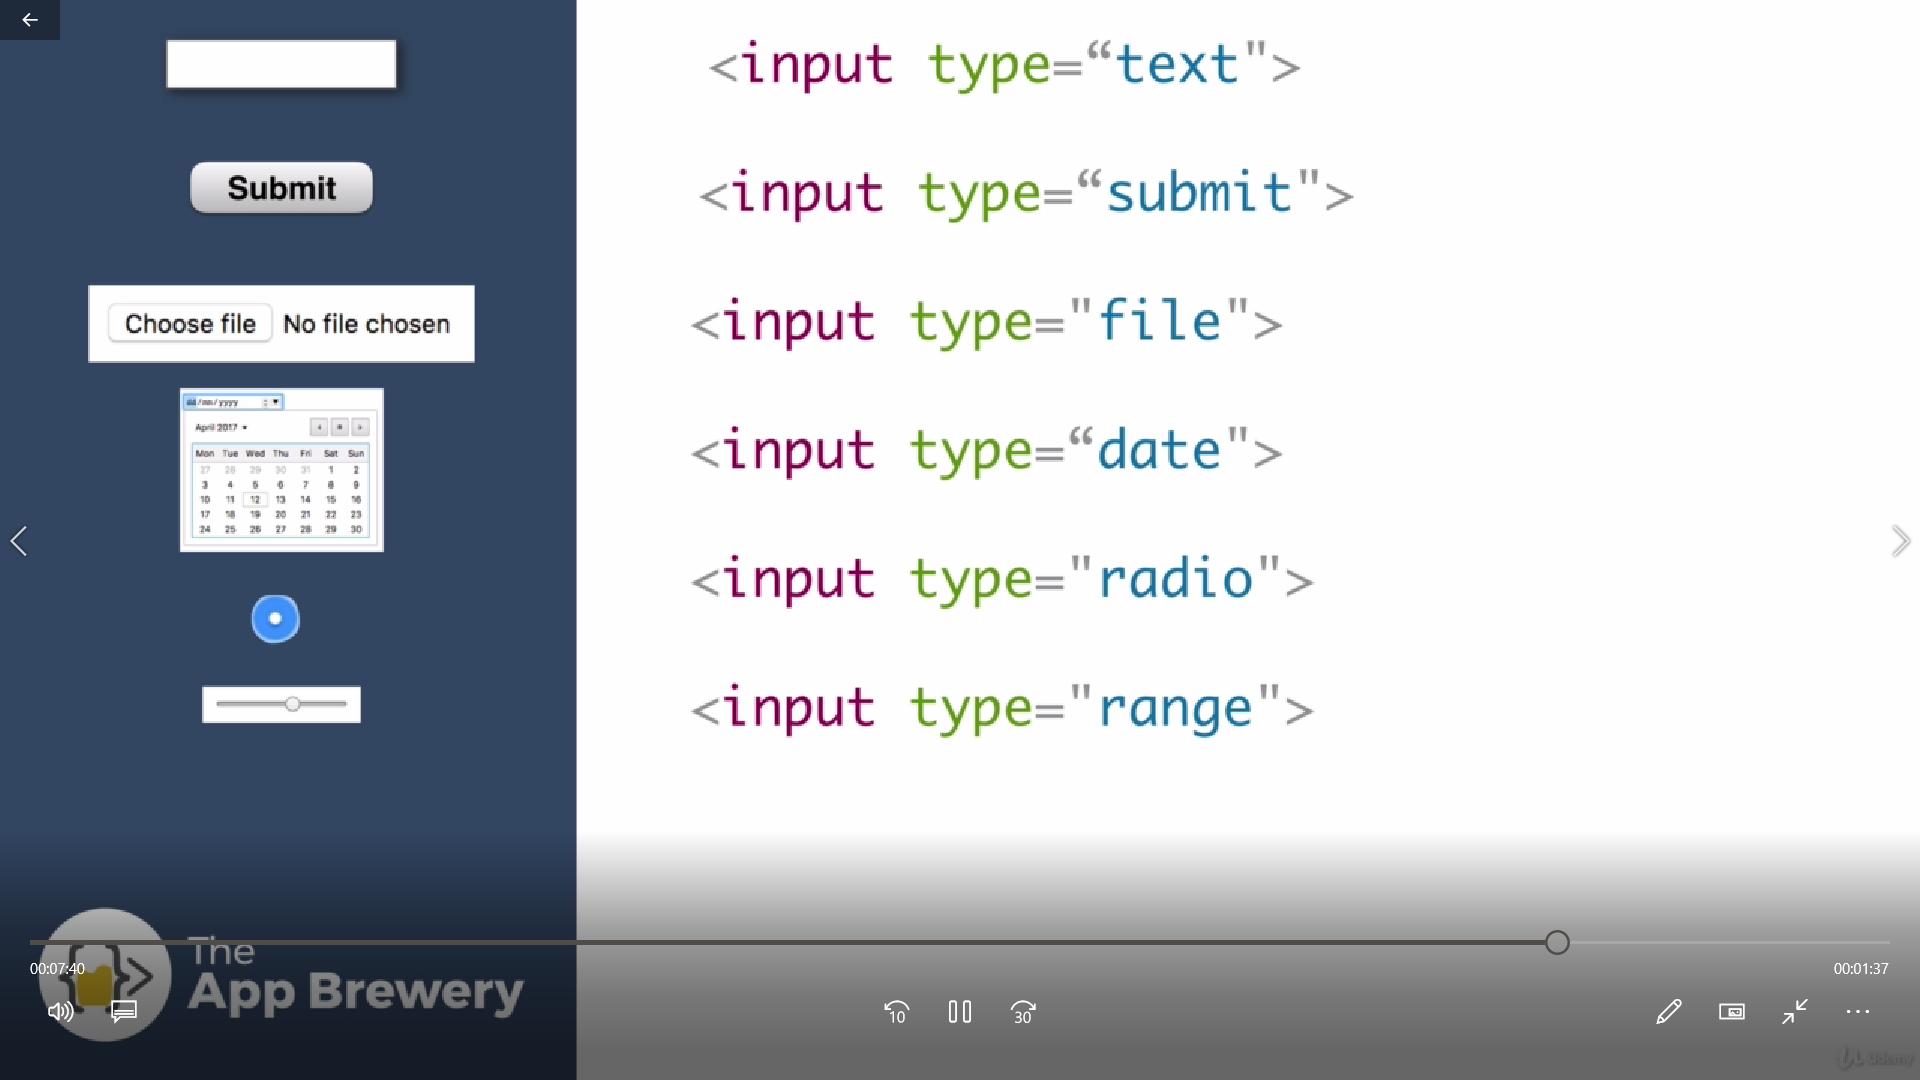 <input type=“text">
Submit
<input type=“submit">
Choose file No file chosen
<input type="file">
dd/mm/yyyy
April 2017
Mon Tue Wed Thu Fri Sat Sun
27 28 29 30 31 1 2
3 4 5 6 7 8 9
10 11 12 13 14 15 16
17 18 19 20 21 22 23
24 25 26 27 28 29 30
<input type=“date">
<input type="radio">
<input type="range">
The
App Brewery
00:07:40
00:01:37
10
30
Udemy